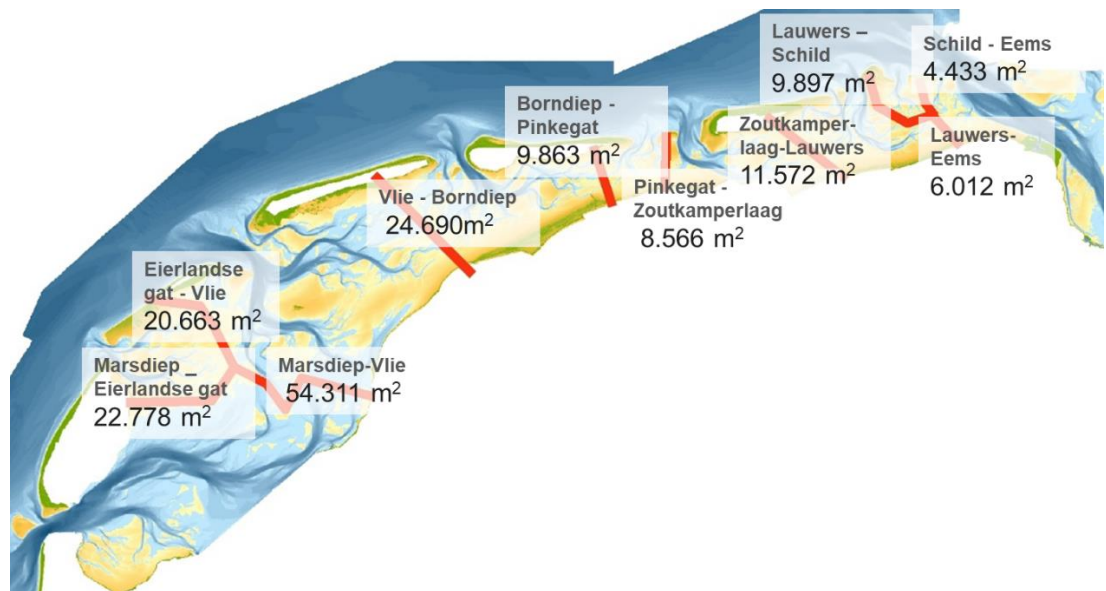 Lauwers –
Schild
9.897 m²
Schild - Eems
4.433 m²
Borndiep -
Pinkegat
9.863 m²
Zoutkamper-
laag-Lauwers
11.572 m²
Lauwers-
Eems
6.012 m²
Pinkegat -
Zoutkamperlaag
8.566 m²
Vlie - Borndiep
24.690m²
Eierlandse
gat - Vlie
20.663 m²
Marsdiep _
Eierlandse gat
22.778 m²
Marsdiep-Vlie
54.311 m²